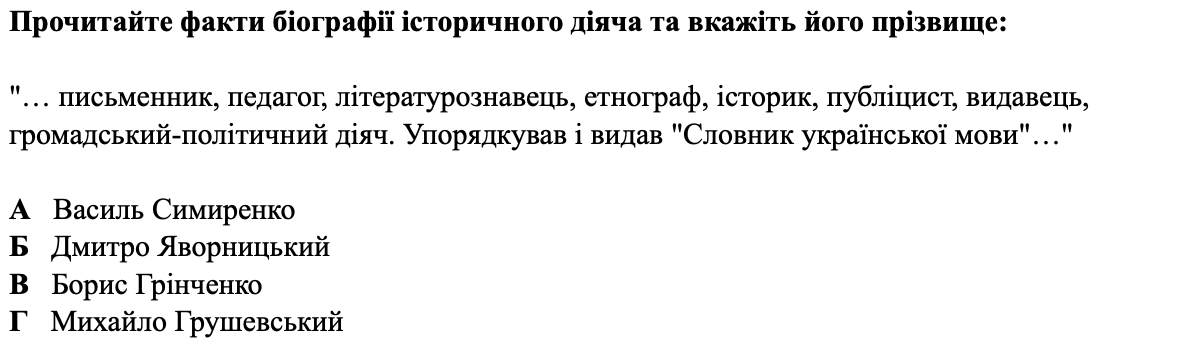 Прочитайте факти біографії історичного діяча та вкажіть його прізвище:
"… письменник, педагог, літературознавець, етнограф, історик, публіцист, видавець,
громадський-політичний діяч. Упорядкував і видав "Словник української мови"…"
А Василь Симиренко
Б Дмитро Яворницький
В Борис Грінченко
Г Михайло Грушевський